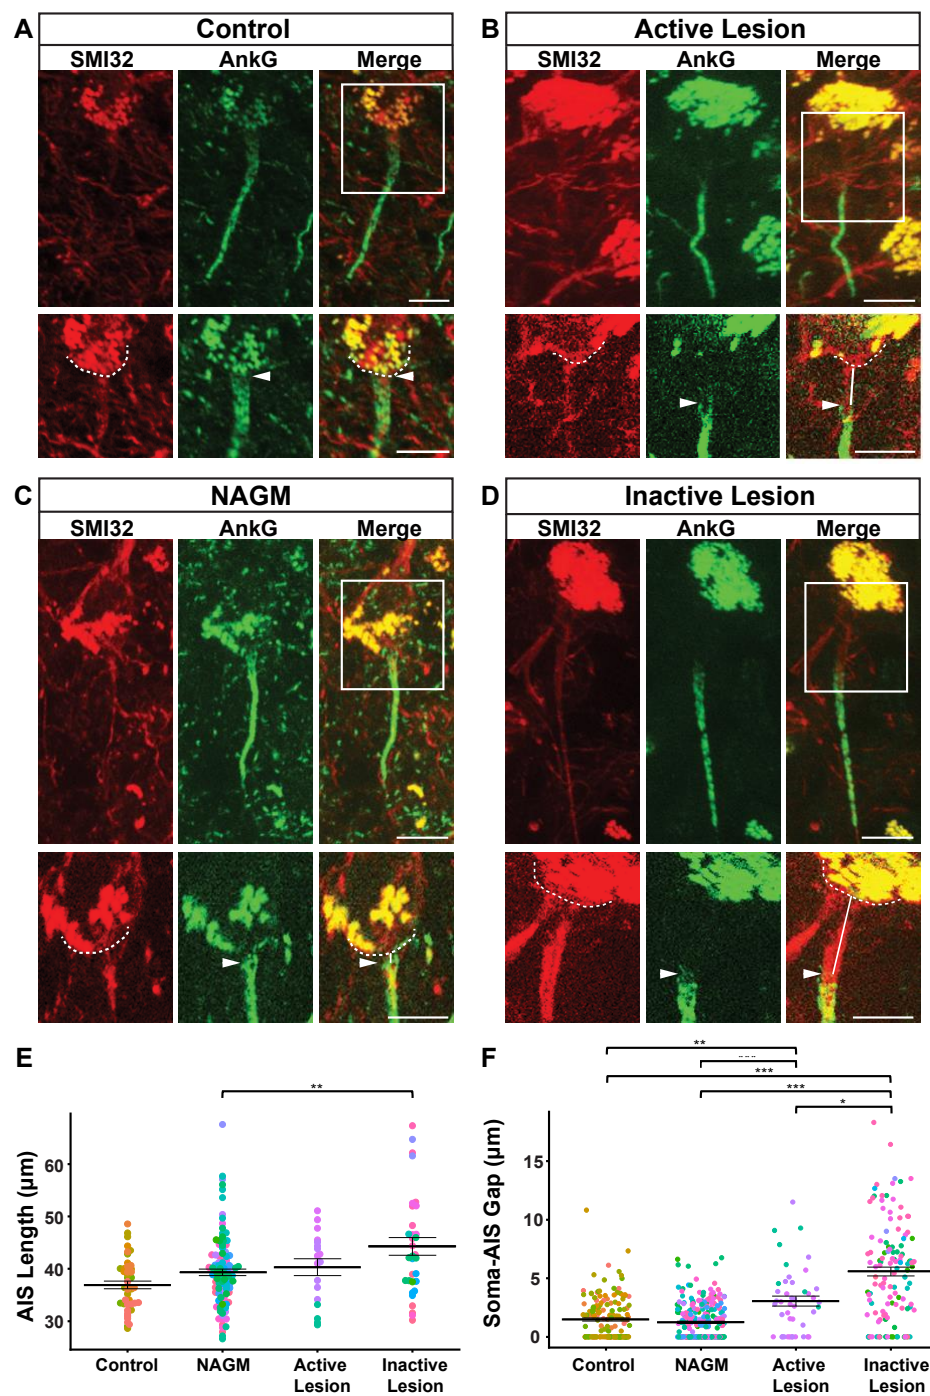 A Control
SMI32 AnkG Merge
B Active Lesion
SMI32 AnkG Merge
C NAGM
SMI32 AnkG Merge
D Inactive Lesion
SMI32 AnkG Merge
E
**
AIS Length (μm)
60
50
40
30
Control NAGM Active Lesion Inactive Lesion
F
**
***
***
*
Soma-AIS Gap (μm)
15
10
5
0
Control NAGM Active Lesion Inactive Lesion